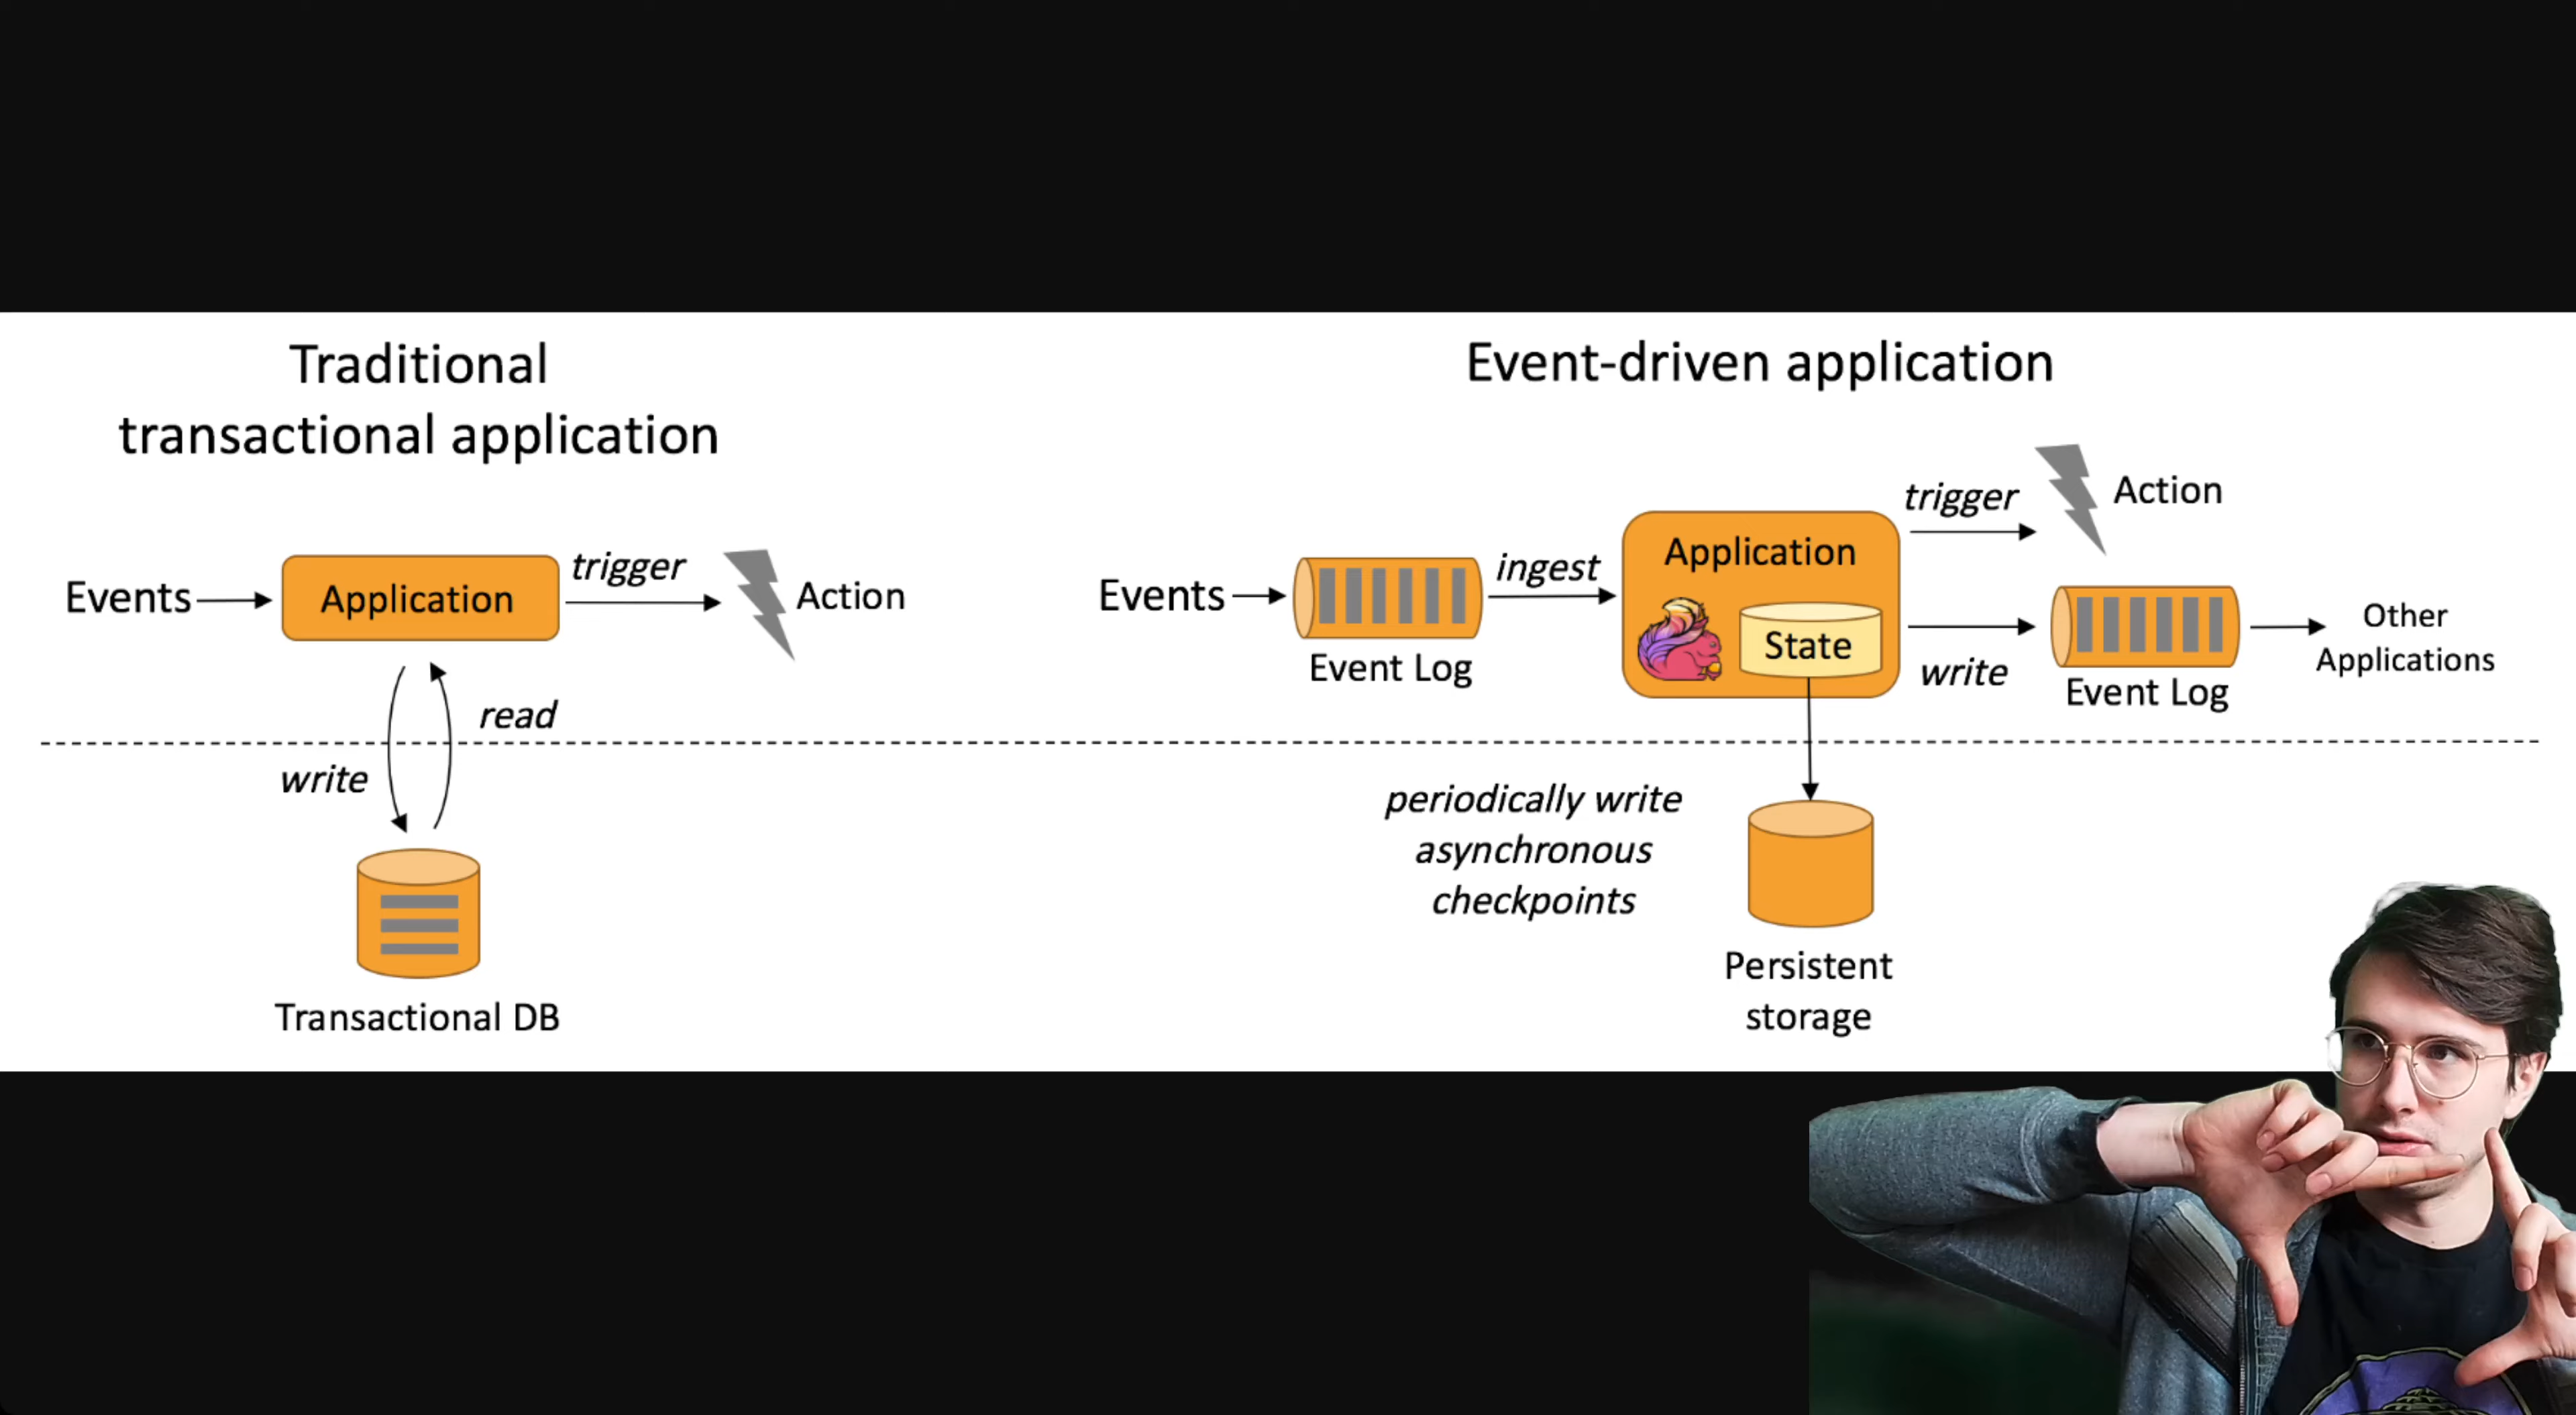 Traditional
transactional application
Events
Application
trigger
Action
read
write
Transactional DB
Event-driven application
Events
Event Log
ingest
Application
State
trigger
Action
write
Event Log
Other
Applications
periodically write
asynchronous
checkpoints
Persistent
storage